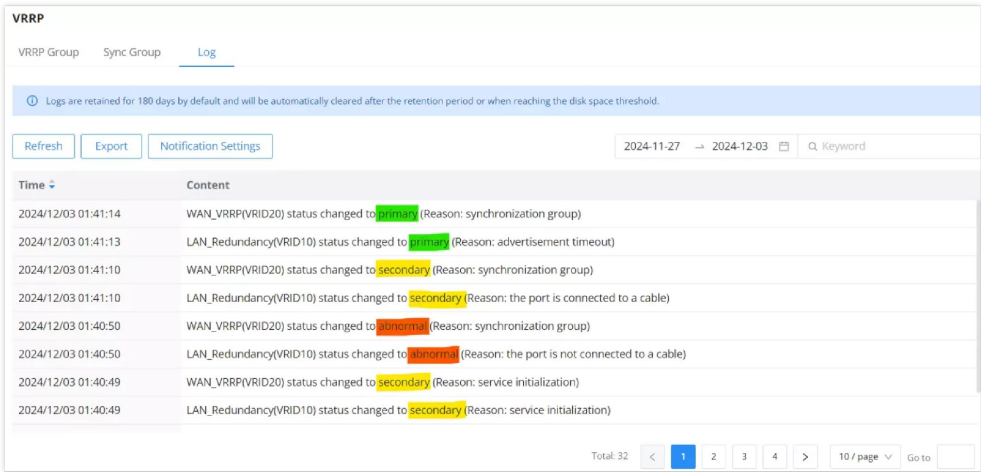 VRRP
VRRP Group Sync Group Log
Logs are retained for 180 days by default and will be automatically cleared after the retention period or when reaching the disk space threshold.
Refresh Export Notification Settings 2024-11-27 → 2024-12-03 Keyword
Time Content
2024/12/03 01:41:14 WAN_VRRP(VRID20) status changed to primary (Reason: synchronization group)
2024/12/03 01:41:13 LAN_Redundancy(VRID10) status changed to primary (Reason: advertisement timeout)
2024/12/03 01:41:10 WAN_VRRP(VRID20) status changed to secondary (Reason: synchronization group)
2024/12/03 01:41:10 LAN_Redundancy(VRID10) status changed to secondary (Reason: the port is connected to a cable)
2024/12/03 01:40:50 WAN_VRRP(VRID20) status changed to abnormal (Reason: synchronization group)
2024/12/03 01:40:50 LAN_Redundancy(VRID10) status changed to abnormal (Reason: the port is not connected to a cable)
2024/12/03 01:40:49 WAN_VRRP(VRID20) status changed to secondary (Reason: service initialization)
2024/12/03 01:40:49 LAN_Redundancy(VRID10) status changed to secondary (Reason: service initialization)
Total: 32 < 1 2 3 4 > 10 / page Go to